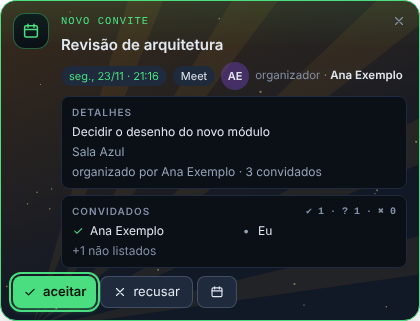 NOVO CONVITE
Revisão de arquitetura
seg., 23/11 · 21:16 Meet AE organizador · Ana Exemplo
DETALHES
Decidir o desenho do novo módulo
Sala Azul
organizado por Ana Exemplo · 3 convidados
CONVIDADOS ✔ 1 · ? 1 · ✖ 0
✓ Ana Exemplo • Eu
+1 não listados
✓ aceitar ✕ recusar